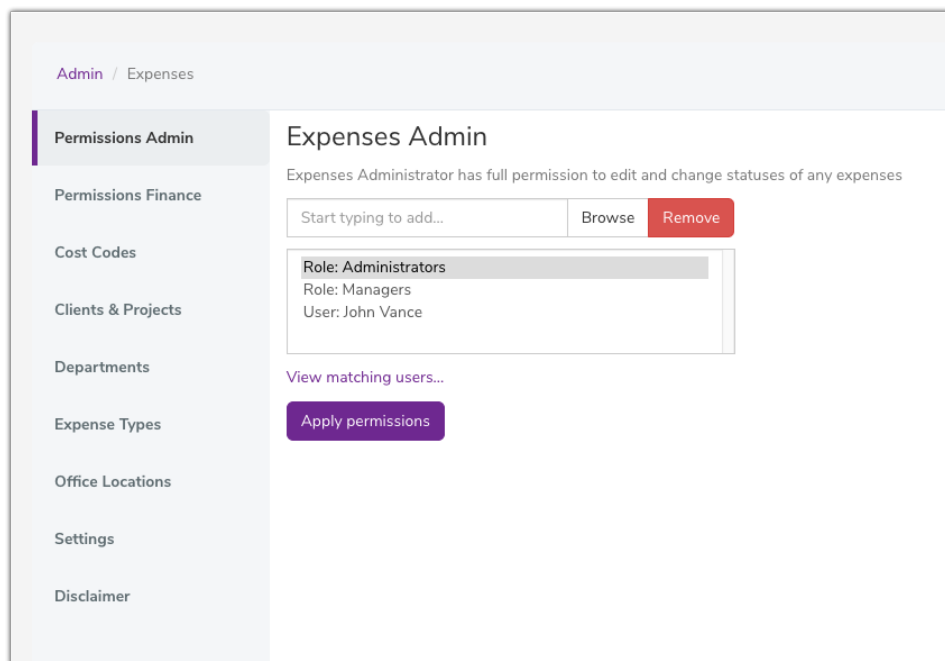 Admin / Expenses
Permissions Admin
Permissions Finance
Cost Codes
Clients & Projects
Departments
Expense Types
Office Locations
Settings
Disclaimer
Expenses Admin
Expenses Administrator has full permission to edit and change statuses of any expenses
Start typing to add... Browse Remove
Role: Administrators
Role: Managers
User: John Vance
View matching users...
Apply permissions